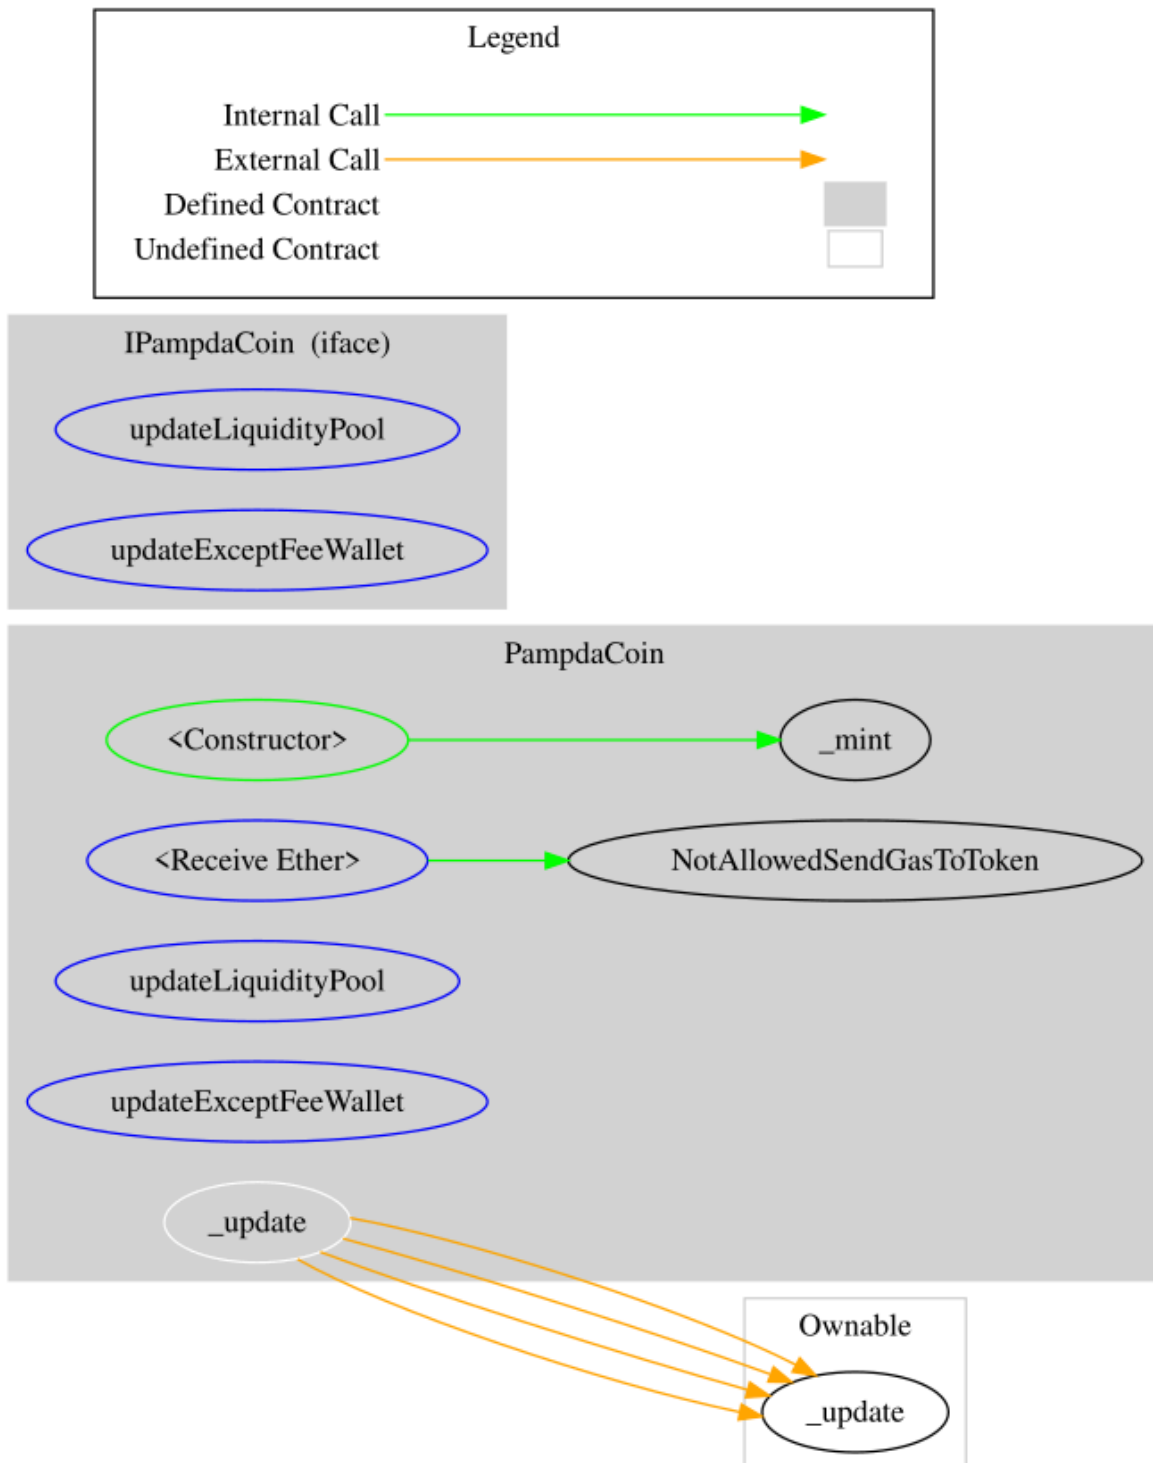 Legend
Internal Call
External Call
Defined Contract
Undefined Contract
IPampdaCoin (iface)
updateLiquidityPool
updateExceptFeeWallet
PampdaCoin
<Constructor>
_mint
<Receive Ether>
NotAllowedSendGasToToken
updateLiquidityPool
updateExceptFeeWallet
_update
Ownable
_update